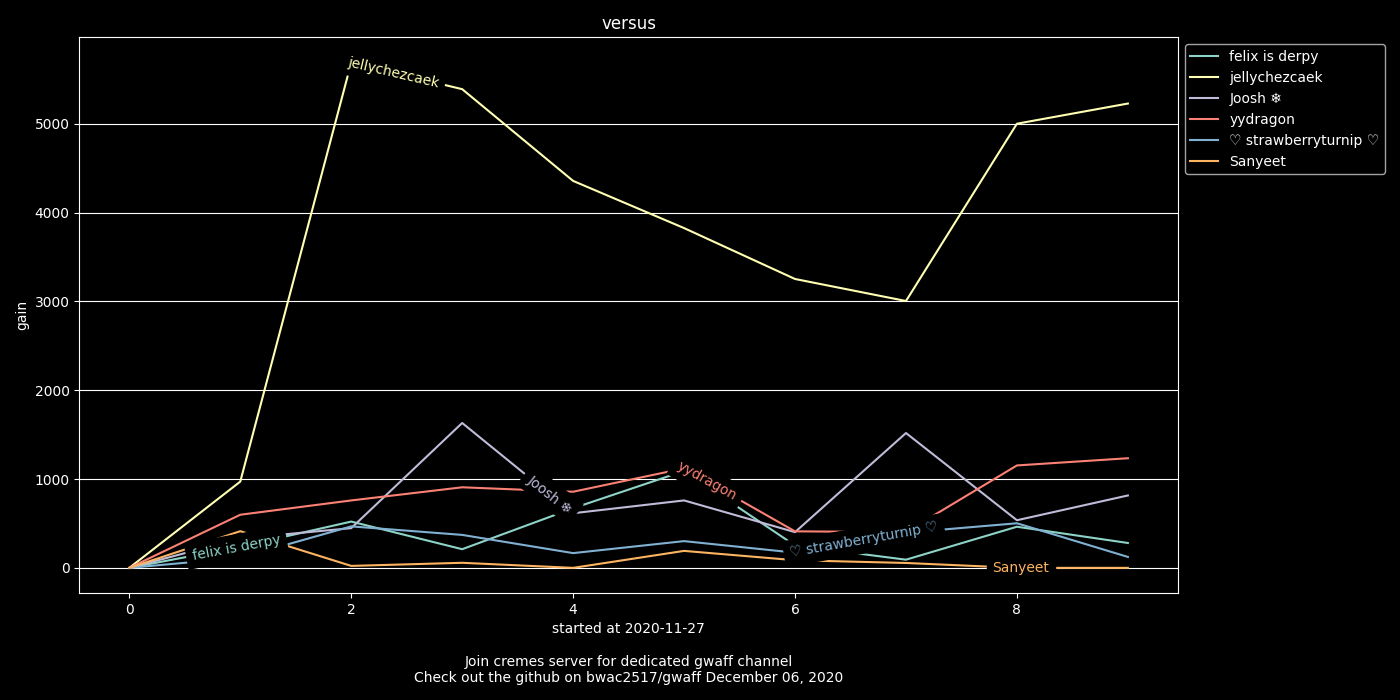 versus
jellychezcaek
felix is derpy
jellychezcaek
Joosh ❄
yydragon
♡ strawberryturnip ♡
Sanyeet
5000
4000
3000
2000
1000
0
gain
yydragon
Joosh ❄
♡ strawberryturnip ♡
felix is derpy
Sanyeet
0 2 4 6 8
started at 2020-11-27
Join cremes server for dedicated gwaff channel
Check out the github on bwac2517/gwaff December 06, 2020